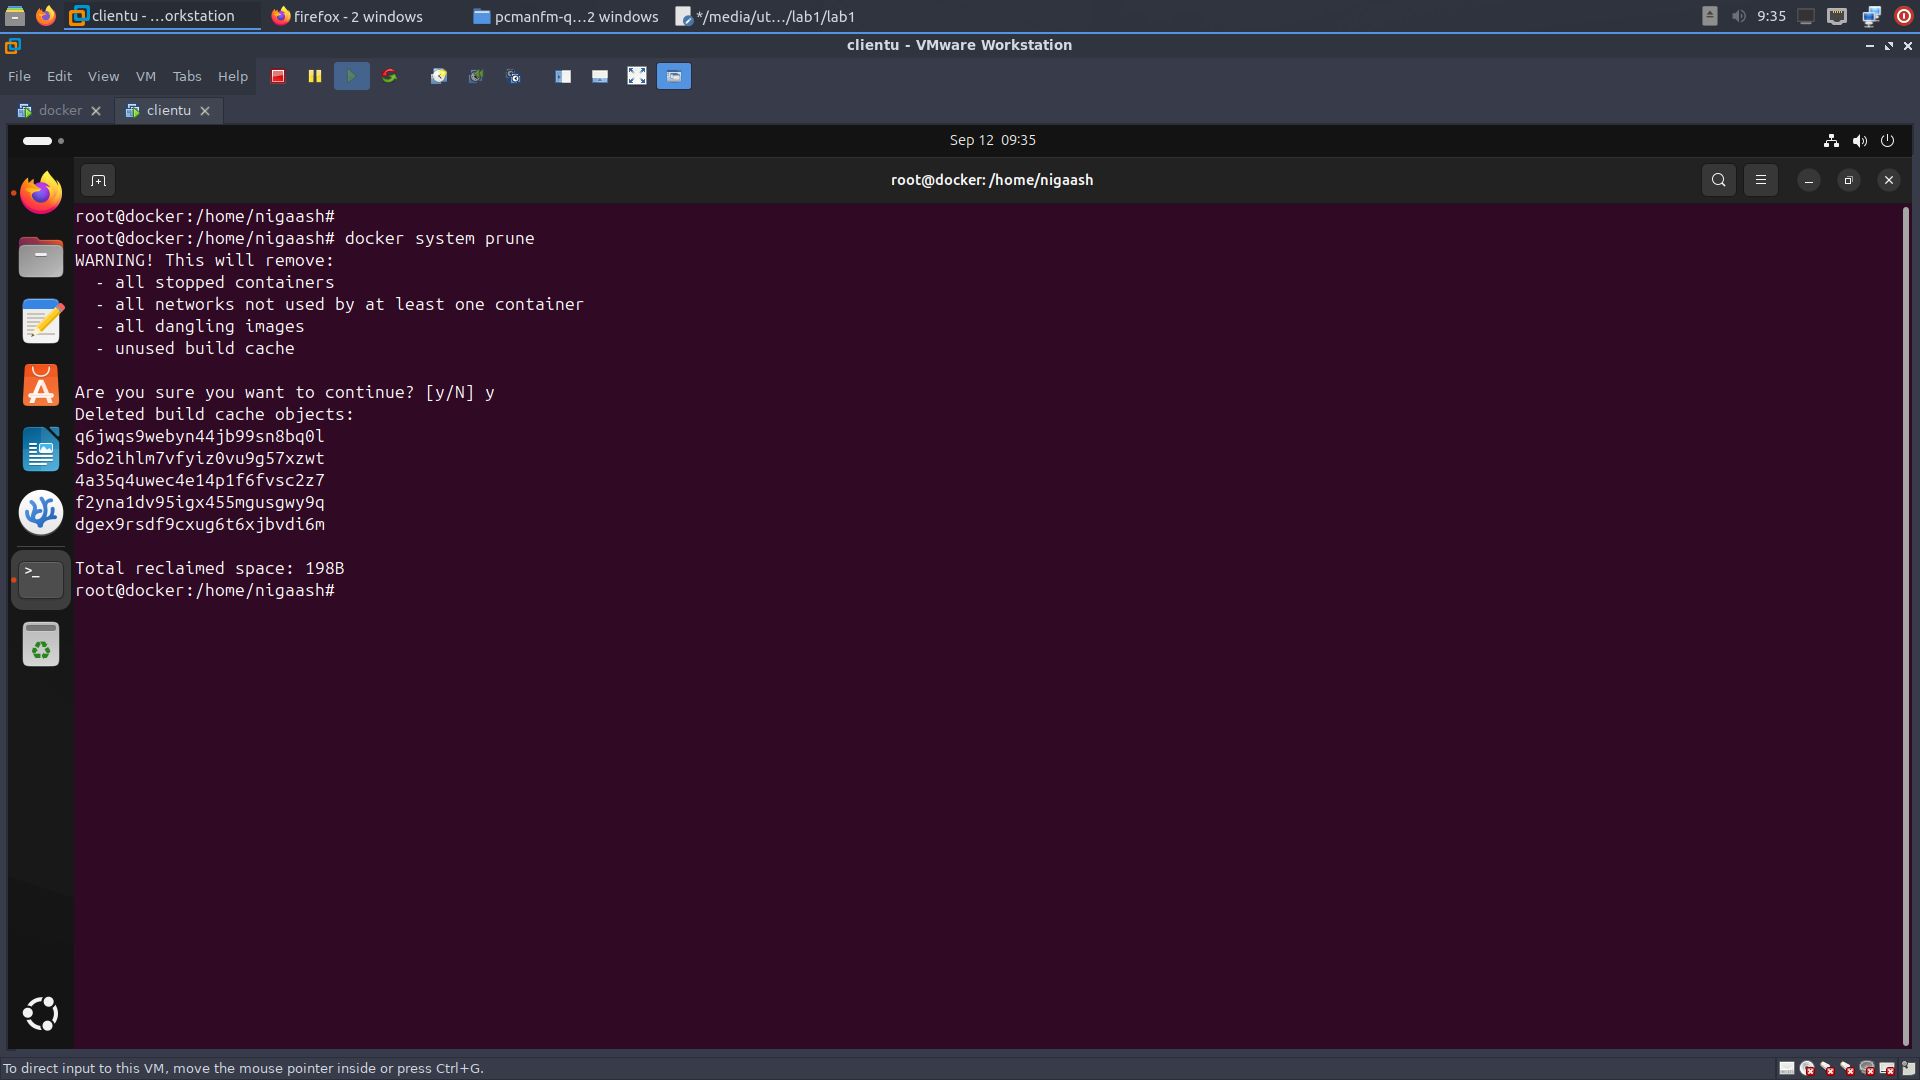 clientu - ...orkstation
firefox - 2 windows
pcmanfm-q...2 windows
*/media/ut.../lab1/lab1
9:35
clientu - VMware Workstation
File Edit View VM Tabs Help
docker
clientu
Sep 12 09:35
root@docker: /home/nigaash
root@docker:/home/nigaash#
root@docker:/home/nigaash# docker system prune
WARNING! This will remove:
- all stopped containers
- all networks not used by at least one container
- all dangling images
- unused build cache
Are you sure you want to continue? [y/N] y
Deleted build cache objects:
q6jwqs9webyn44jb99sn8bq0l
5do2ihlm7vfyiz0vu9g57xzwt
4a35q4uwec4e14p1f6fvsc2z7
f2yna1dv95igx455mgusgwy9q
dgex9rsdf9cxug6t6xjbvdi6m
Total reclaimed space: 198B
root@docker:/home/nigaash#
To direct input to this VM, move the mouse pointer inside or press Ctrl+G.